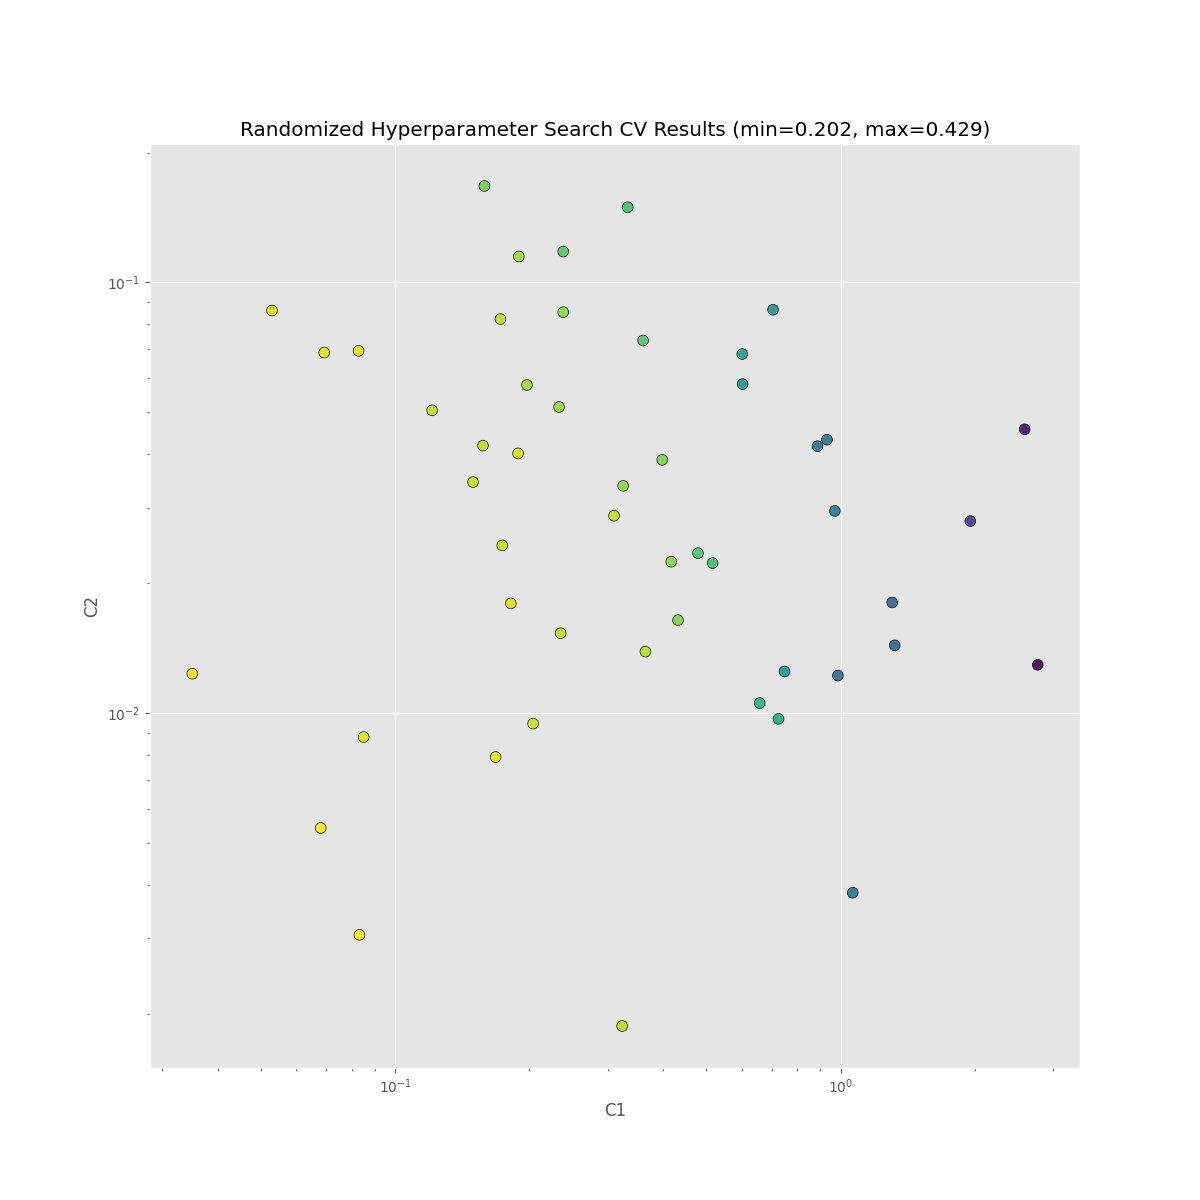 Randomized Hyperparameter Search CV Results (min=0.202, max=0.429)
10⁻¹
C2
10⁻²
10⁻¹ 10⁰
C1